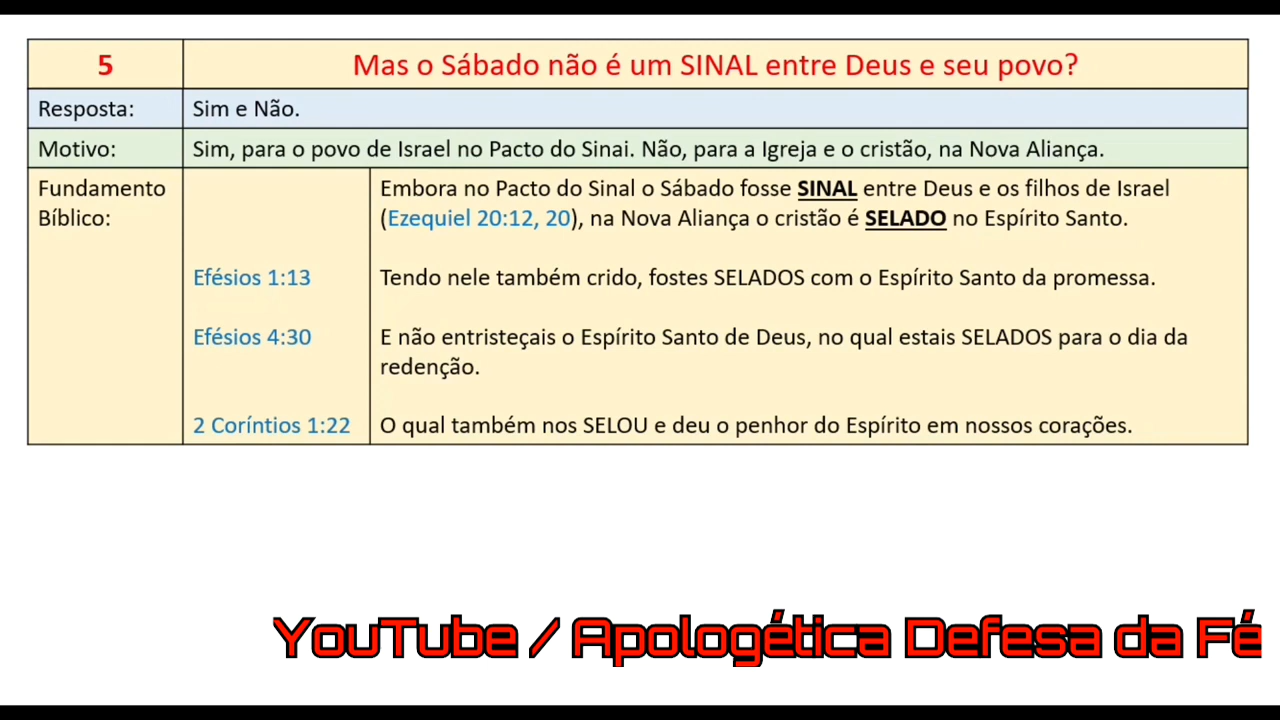 5 Mas o Sábado não é um SINAL entre Deus e seu povo?
Resposta: Sim e Não.
Motivo: Sim, para o povo de Israel no Pacto do Sinai. Não, para a Igreja e o cristão, na Nova Aliança.
Fundamento Bíblico:
Embora no Pacto do Sinal o Sábado fosse SINAL entre Deus e os filhos de Israel
(Ezequiel 20:12, 20), na Nova Aliança o cristão é SELADO no Espírito Santo.
Efésios 1:13 Tendo nele também crido, fostes SELADOS com o Espírito Santo da promessa.
Efésios 4:30 E não entristeçais o Espírito Santo de Deus, no qual estais SELADOS para o dia da
redenção.
2 Coríntios 1:22 O qual também nos SELOU e deu o penhor do Espírito em nossos corações.
YouTube / Apologética Defesa da Fé